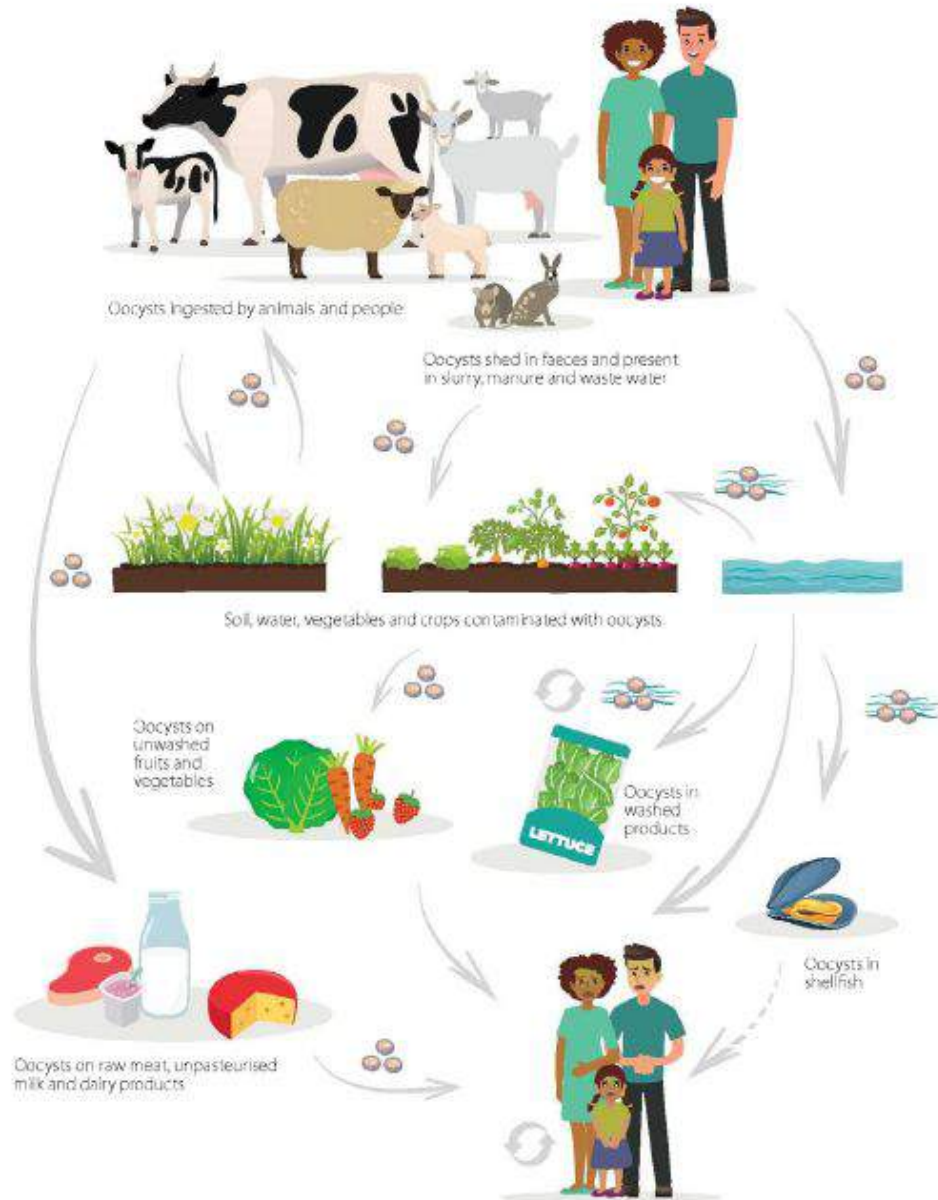 Oocysts ingested by animals and people
Oocysts shed in faeces and present
in slurry, manure and waste water
Soil, water, vegetables and crops contaminated with oocysts
Oocysts on
unwashed
fruits and
vegetables
Oocysts in
washed
products
LETTUCE
Oocysts in
shellfish
Oocysts on raw meat, unpasteurised
milk and dairy products